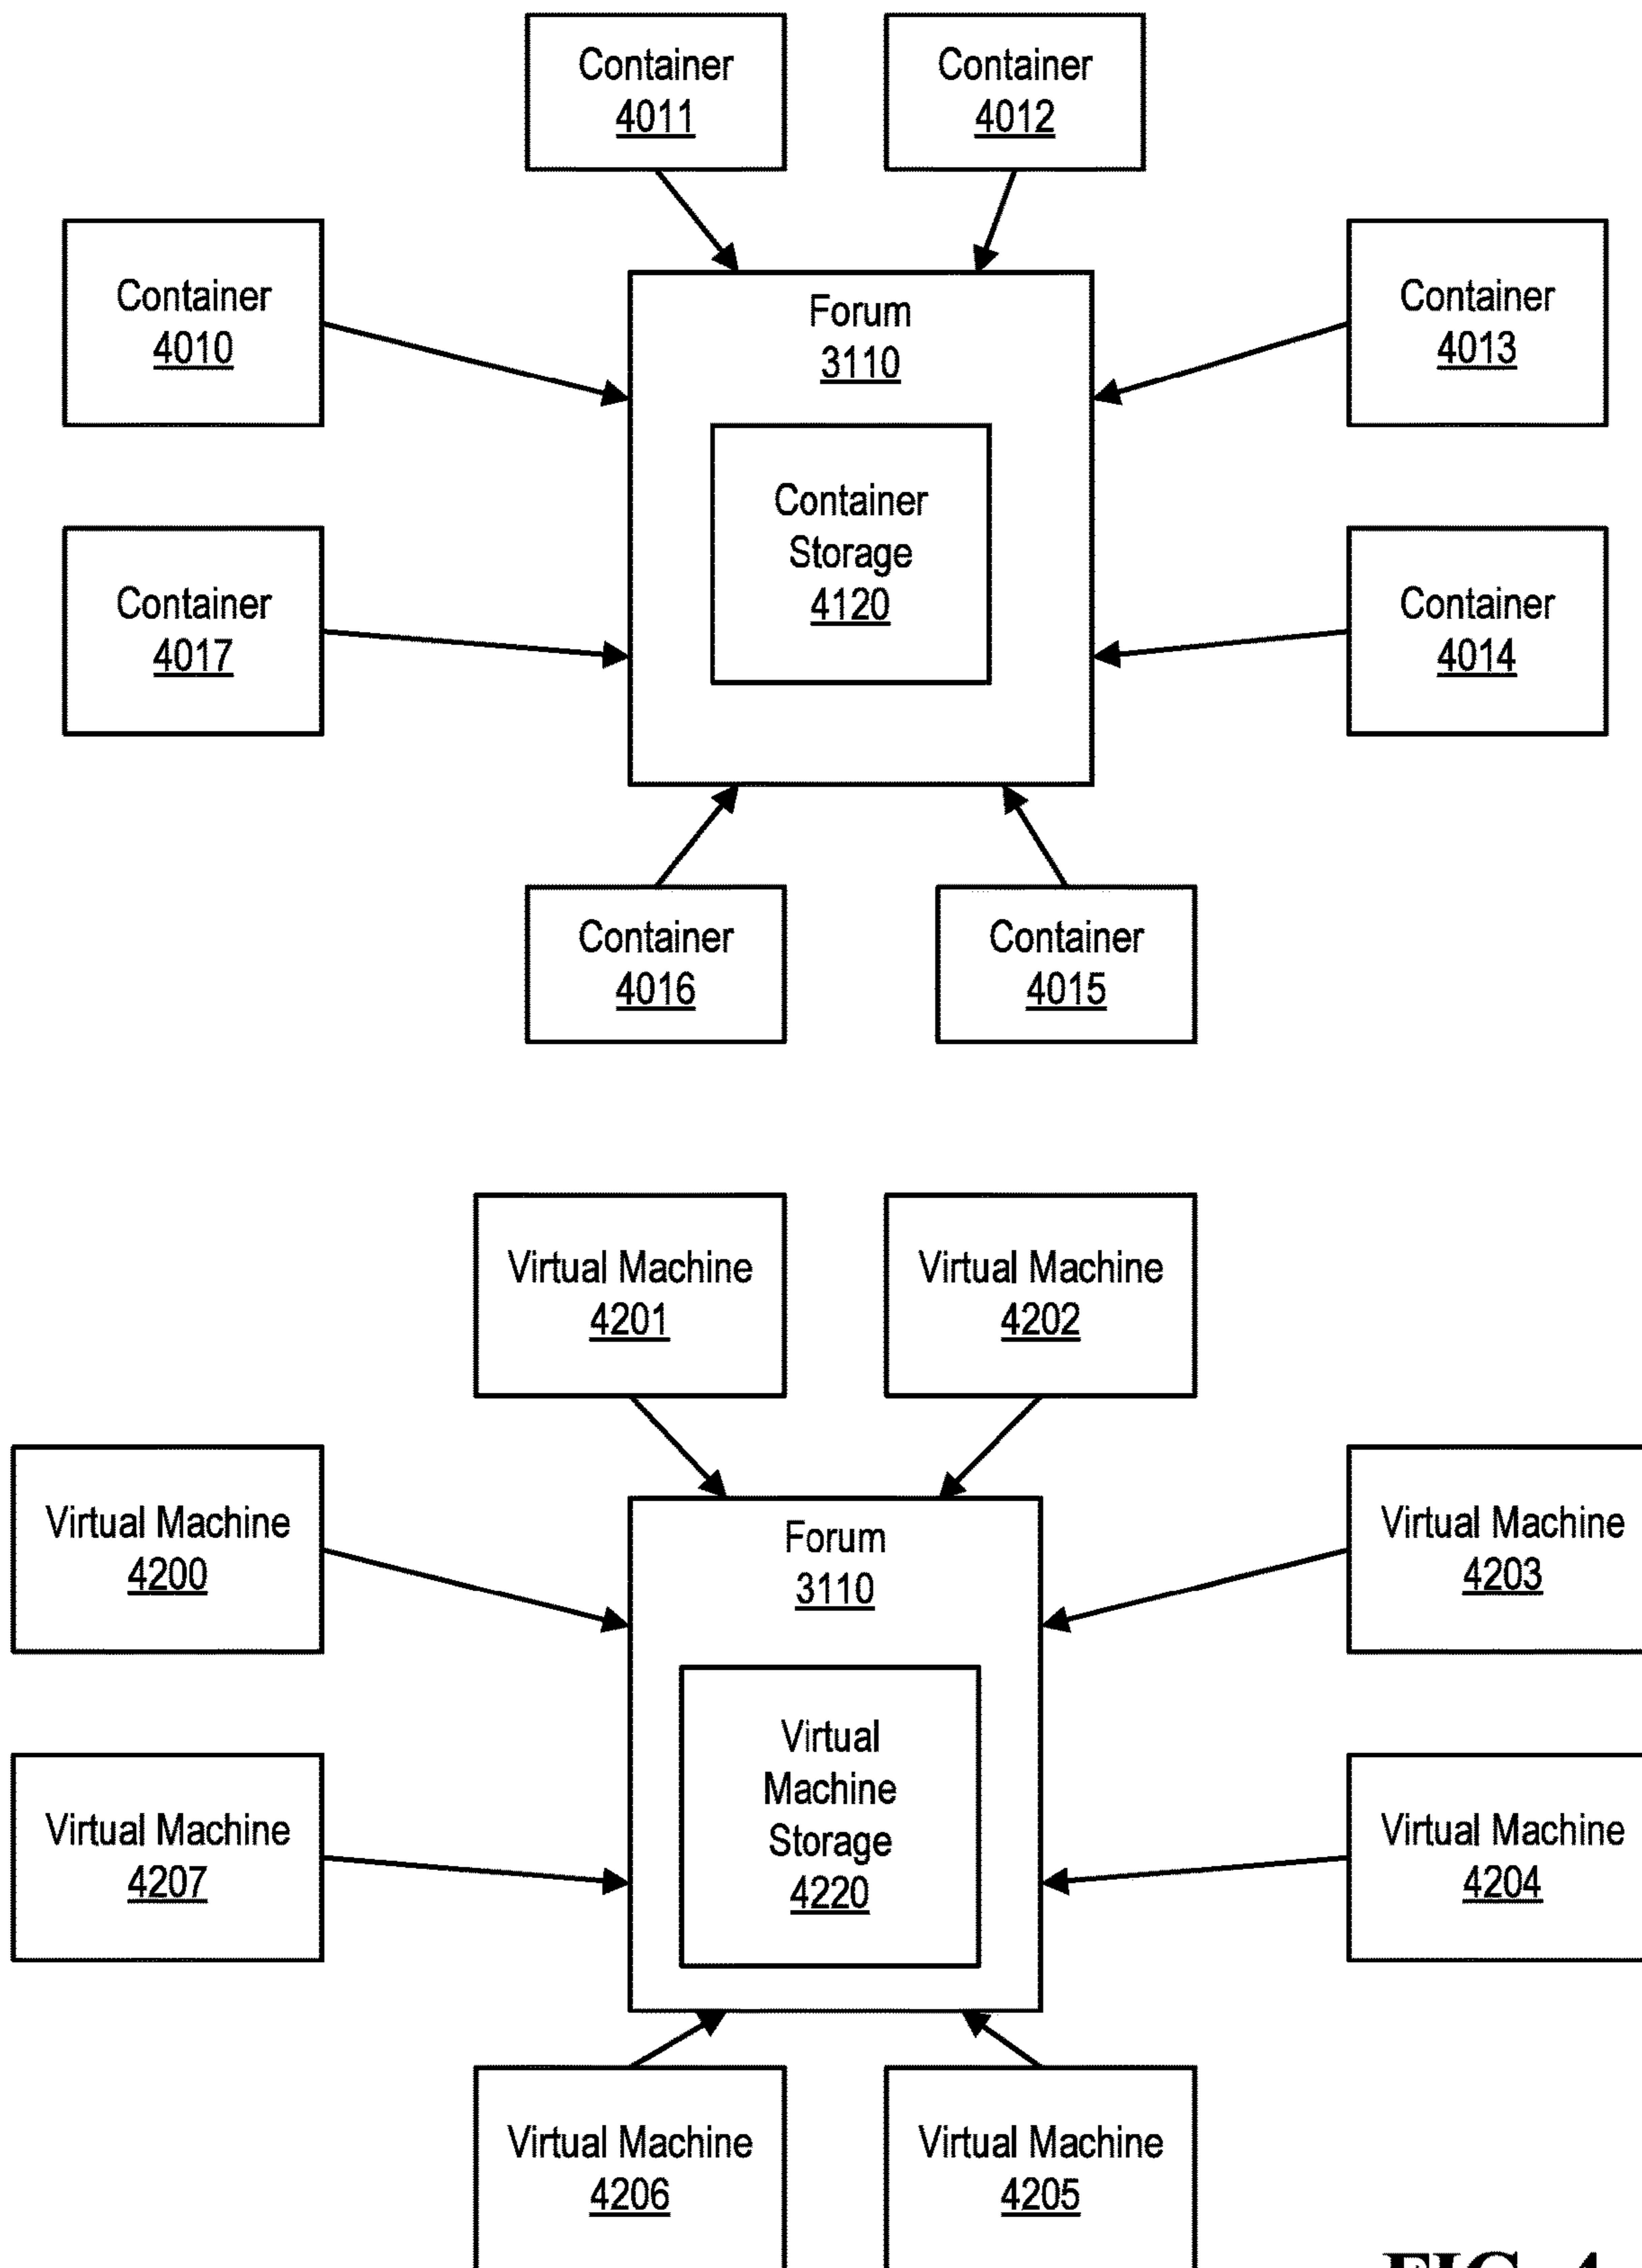 Container
4011
Container
4012
Container
4010
Forum
3110
Container
4013
Container
Storage
4120
Container
4017
Container
4014
Container
4016
Container
4015
Virtual Machine
4201
Virtual Machine
4202
Virtual Machine
4200
Forum
3110
Virtual Machine
4203
Virtual
Machine
Storage
4220
Virtual Machine
4207
Virtual Machine
4204
Virtual Machine
4206
Virtual Machine
4205